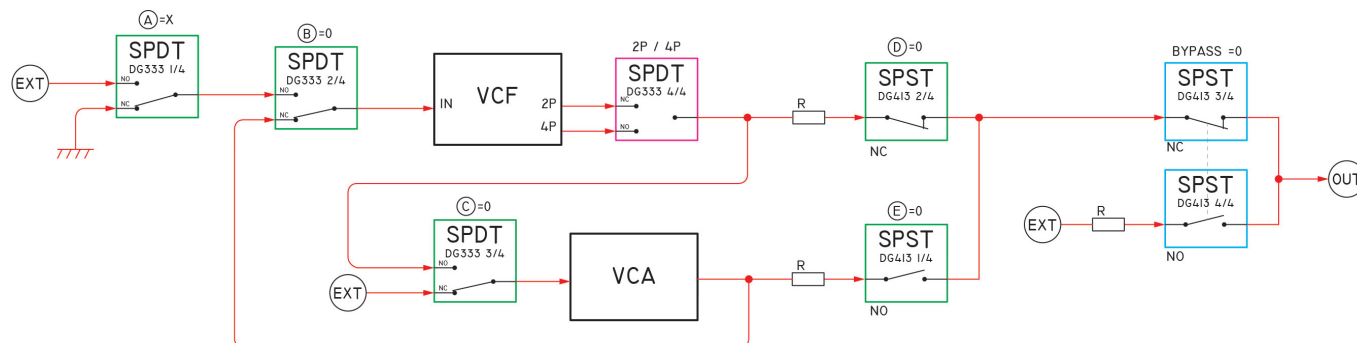 Ⓐ=X
SPDT
DG333 1/4
NO
NC
EXT
Ⓑ=0
SPDT
DG333 2/4
NO
NC
VCF
IN
2P
4P
2P / 4P
SPDT
DG333 4/4
NC
NO
R
Ⓓ=0
SPST
DG413 2/4
NC
BYPASS =0
SPST
DG413 3/4
NC
SPST
DG413 4/4
NO
EXT
R
OUT
Ⓒ=0
SPDT
DG333 3/4
NO
NC
EXT
VCA
R
Ⓔ=0
SPST
DG413 1/4
NO